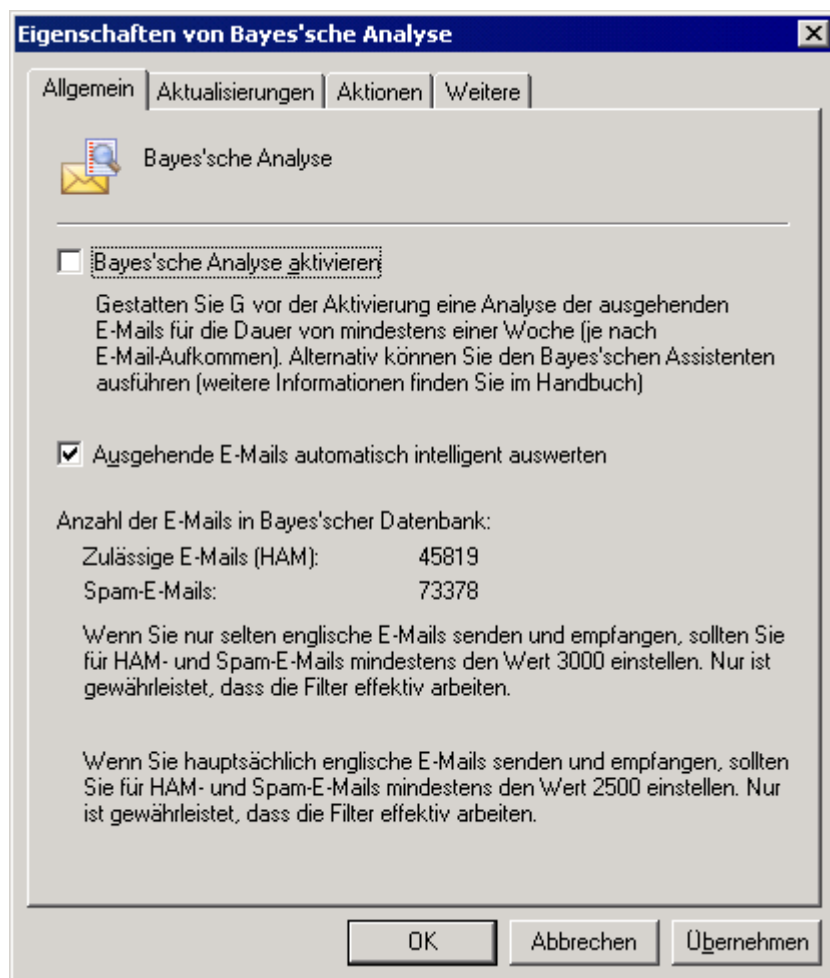 Eigenschaften von Bayes'sche Analyse
Allgemein Aktualisierungen Aktionen Weitere
Bayes'sche Analyse
Bayes'sche Analyse aktivieren
Gestatten Sie G vor der Aktivierung eine Analyse der ausgehenden
E-Mails für die Dauer von mindestens einer Woche (je nach
E-Mail-Aufkommen). Alternativ können Sie den Bayes'schen Assistenten
ausführen (weitere Informationen finden Sie im Handbuch)
Ausgehende E-Mails automatisch intelligent auswerten
Anzahl der E-Mails in Bayes'scher Datenbank:
Zulässige E-Mails (HAM): 45819
Spam-E-Mails: 73378
Wenn Sie nur selten englische E-Mails senden und empfangen, sollten Sie
für HAM- und Spam-E-Mails mindestens den Wert 3000 einstellen. Nur ist
gewährleistet, dass die Filter effektiv arbeiten.
Wenn Sie hauptsächlich englische E-Mails senden und empfangen, sollten
Sie für HAM- und Spam-E-Mails mindestens den Wert 2500 einstellen. Nur
ist gewährleistet, dass die Filter effektiv arbeiten.
OK Abbrechen Übernehmen